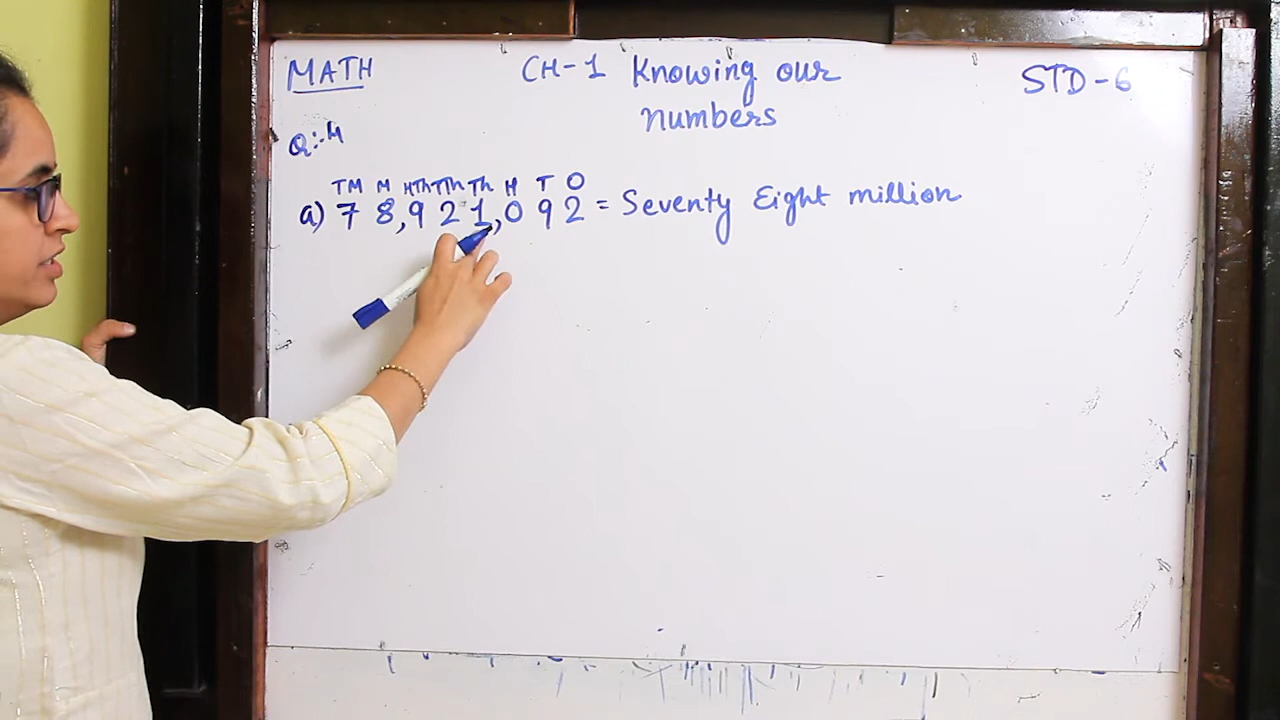 MATH
CH-1 Knowing our
numbers
STD-6
Q:-4
TM M HTh TTh Th H T O
a) 7 8,9 2 1,0 9 2 = Seventy Eight million